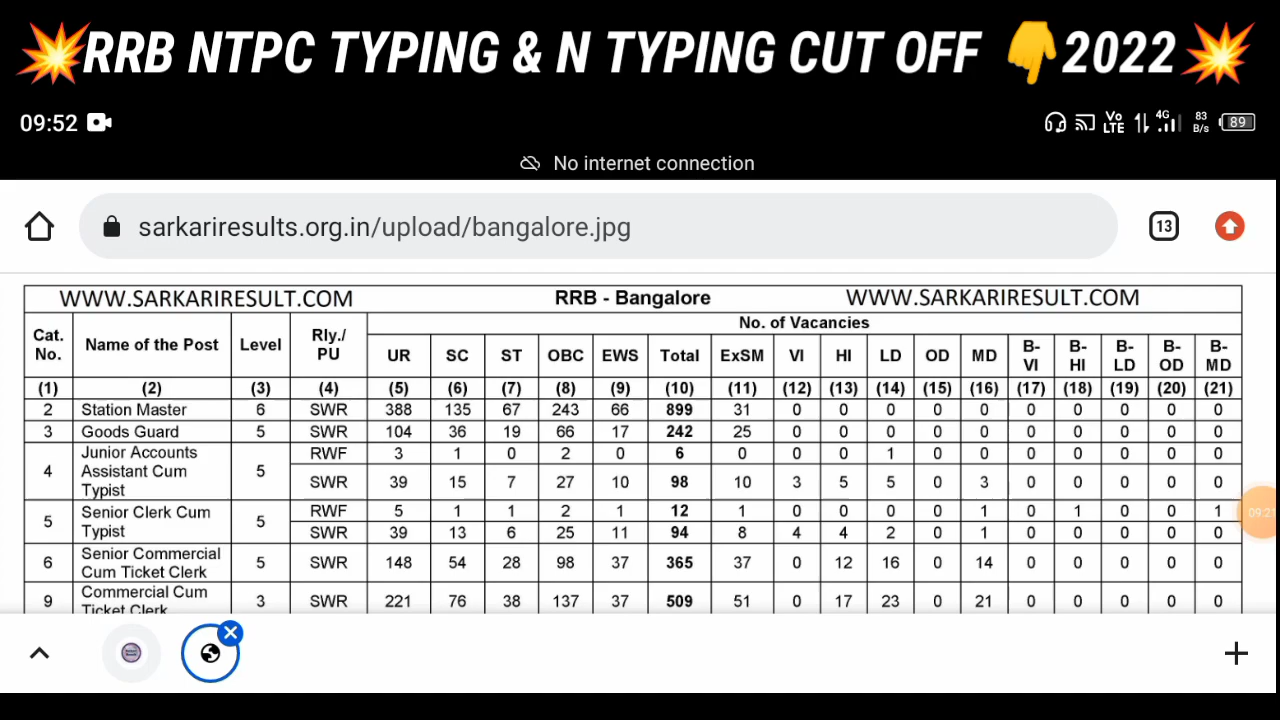 💥RRB NTPC TYPING & N TYPING CUT OFF 👇2022💥
09:52 Vo LTE 4G 83 B/s 89
No internet connection
sarkariresults.org.in/upload/bangalore.jpg 13
WWW.SARKARIRESULT.COM RRB - Bangalore WWW.SARKARIRESULT.COM
Cat. No. Name of the Post Level Rly./ PU No. of Vacancies
UR SC ST OBC EWS Total ExSM VI HI LD OD MD B-VI B-HI B-LD B-OD B-MD
(1) (2) (3) (4) (5) (6) (7) (8) (9) (10) (11) (12) (13) (14) (15) (16) (17) (18) (19) (20) (21)
2 Station Master 6 SWR 388 135 67 243 66 899 31 0 0 0 0 0 0 0 0 0 0
3 Goods Guard 5 SWR 104 36 19 66 17 242 25 0 0 0 0 0 0 0 0 0 0
4 Junior Accounts Assistant Cum Typist 5 RWF 3 1 0 2 0 6 0 0 0 1 0 0 0 0 0 0 0
SWR 39 15 7 27 10 98 10 3 5 5 0 3 0 0 0 0 0
5 Senior Clerk Cum Typist 5 RWF 5 1 1 2 1 12 1 0 0 0 0 1 0 1 0 0 1
SWR 39 13 6 25 11 94 8 4 4 2 0 1 0 0 0 0 0
09:21
6 Senior Commercial Cum Ticket Clerk 5 SWR 148 54 28 98 37 365 37 0 12 16 0 14 0 0 0 0 0
9 Commercial Cum Ticket Clerk 3 SWR 221 76 38 137 37 509 51 0 17 23 0 21 0 0 0 0 0